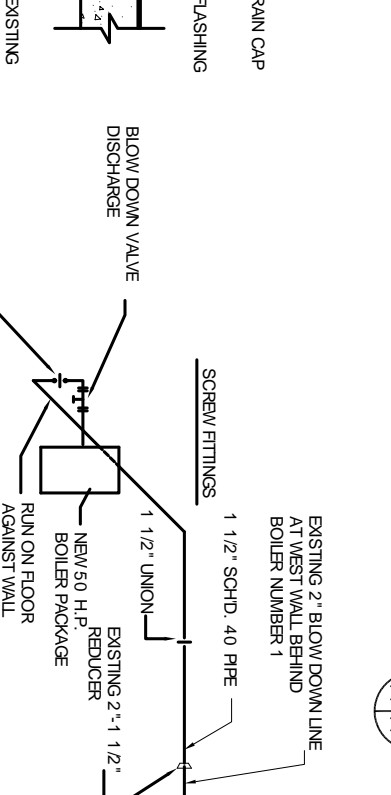 RAIN CAP
FLASHING
EXISTING
BLOW DOWN VALVE
DISCHARGE
SCREW FITTINGS
EXISTING 2" BLOW DOWN LINE
AT WEST WALL BEHIND
BOILER NUMBER 1
1 1/2" SCH'D. 40 PIPE
1 1/2" UNION
EXISTING 2"-1 1/2"
REDUCER
NEW 50 H.P.
BOILER PACKAGE
RUN ON FLOOR
AGAINST WALL